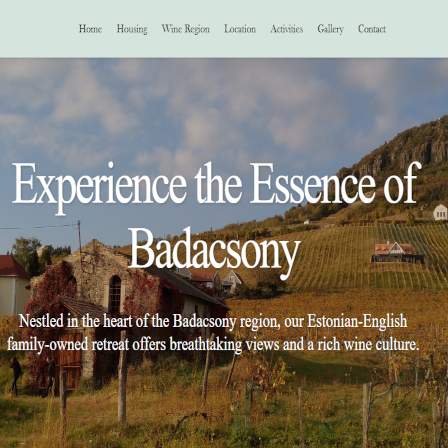 Home Housing Wine Region Location Activities Gallery Contact
Experience the Essence of
Badacsony
Nestled in the heart of the Badacsony region, our Estonian-English
family-owned retreat offers breathtaking views and a rich wine culture.